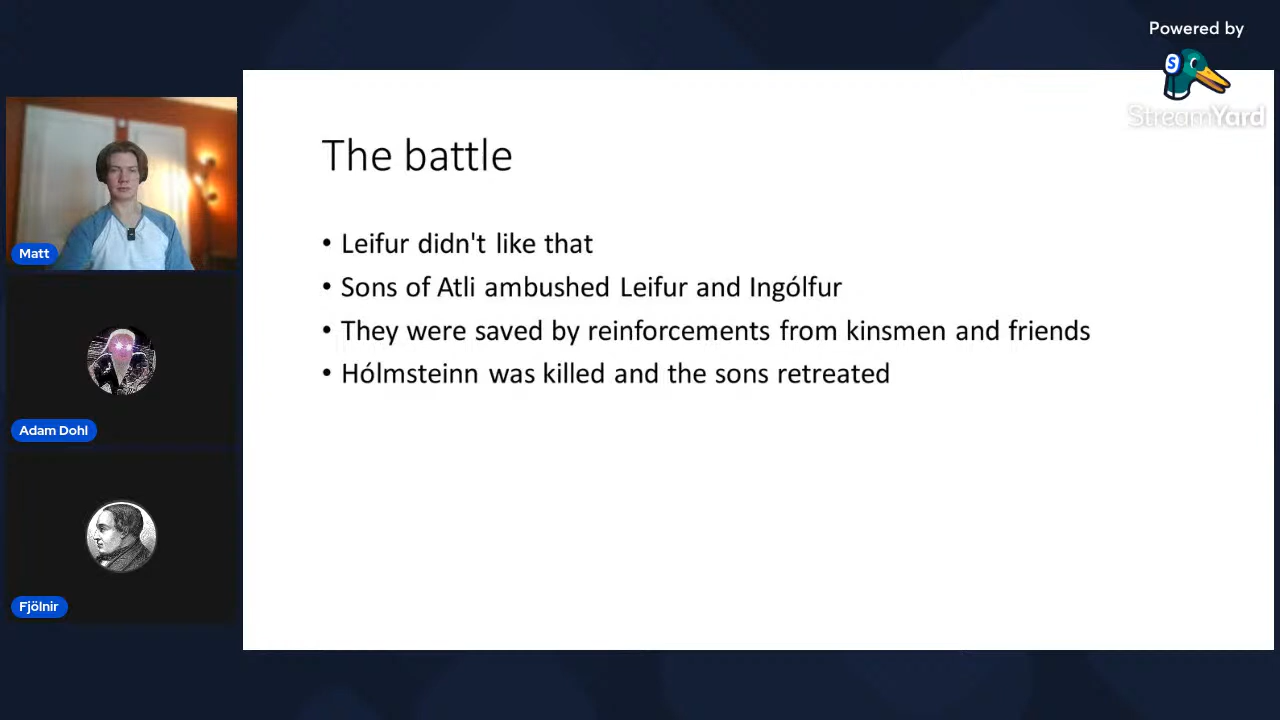 Powered by
StreamYard
The battle
• Leifur didn't like that
• Sons of Atli ambushed Leifur and Ingólfur
• They were saved by reinforcements from kinsmen and friends
• Hólmsteinn was killed and the sons retreated
Matt
Adam Dohl
Fjölnir